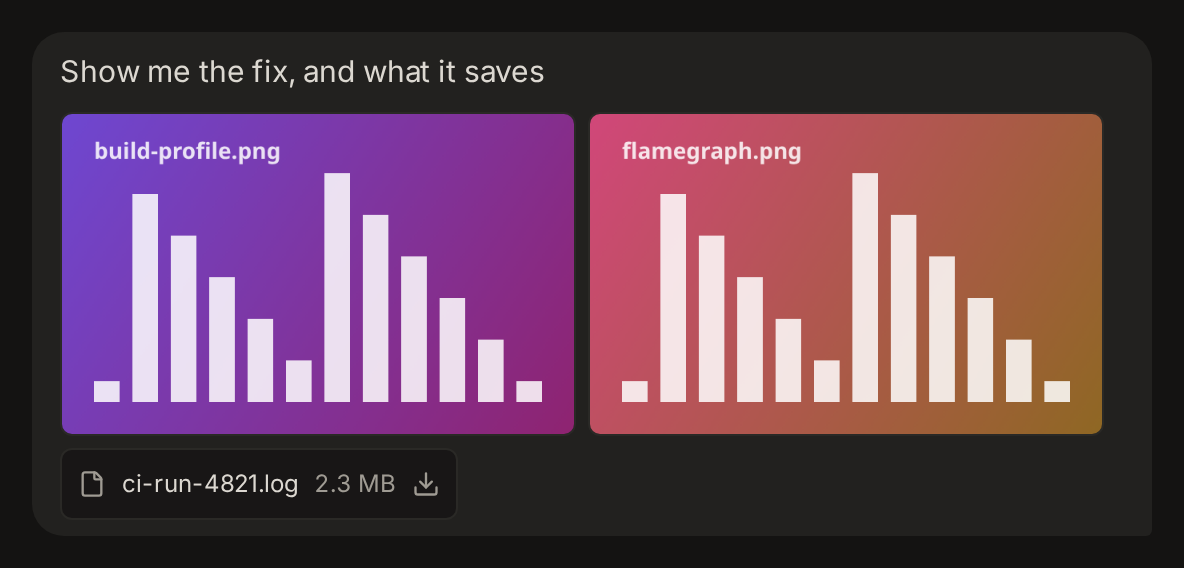 Show me the fix, and what it saves
build-profile.png
flamegraph.png
ci-run-4821.log 2.3 MB